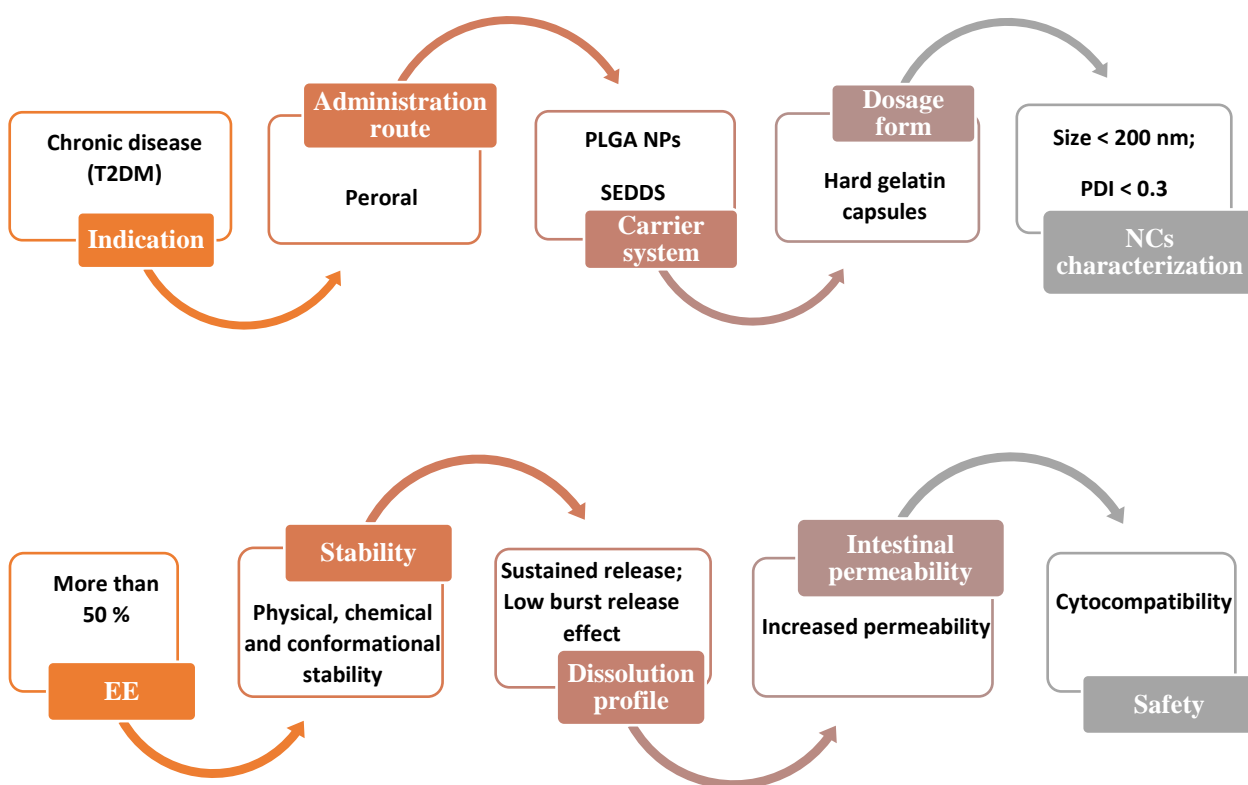 Chronic disease
(T2DM)
Indication
Administration
route
Peroral
PLGA NPs
SEDDS
Carrier
system
Dosage
form
Hard gelatin
capsules
Size < 200 nm;
PDI < 0.3
NCs
characterization
More than
50 %
EE
Stability
Physical, chemical
and conformational
stability
Sustained release;
Low burst release
effect
Dissolution
profile
Intestinal
permeability
Increased permeability
Cytocompatibility
Safety